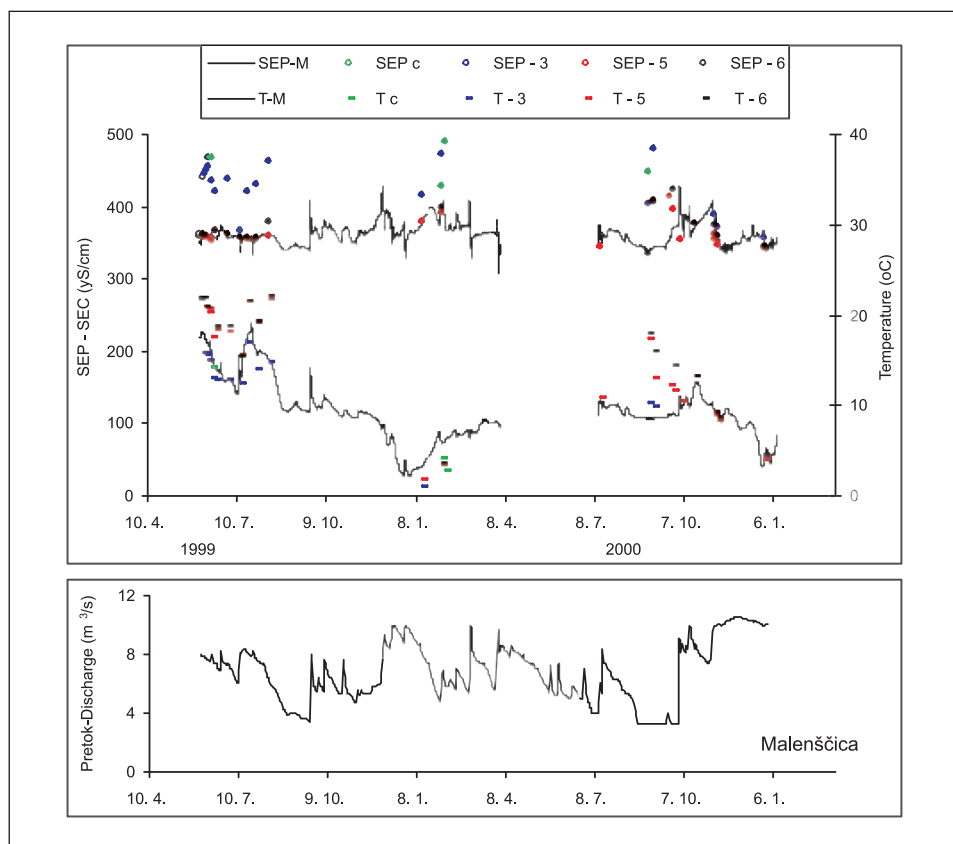 SEP-M SEP c SEP - 3 SEP - 5 SEP - 6
T-M T c T - 3 T - 5 T - 6
500
400
300
200
100
0
SEP - SEC (yS/cm)
40
30
20
10
0
Temperature (oC)
10. 4. 10. 7. 9. 10. 8. 1. 8. 4. 8. 7. 7. 10. 6. 1.
1999 2000
12
8
4
0
Pretok-Discharge (m ³/s)
Malenščica
10. 4. 10. 7. 9. 10. 8. 1. 8. 4. 8. 7. 7. 10. 6. 1.